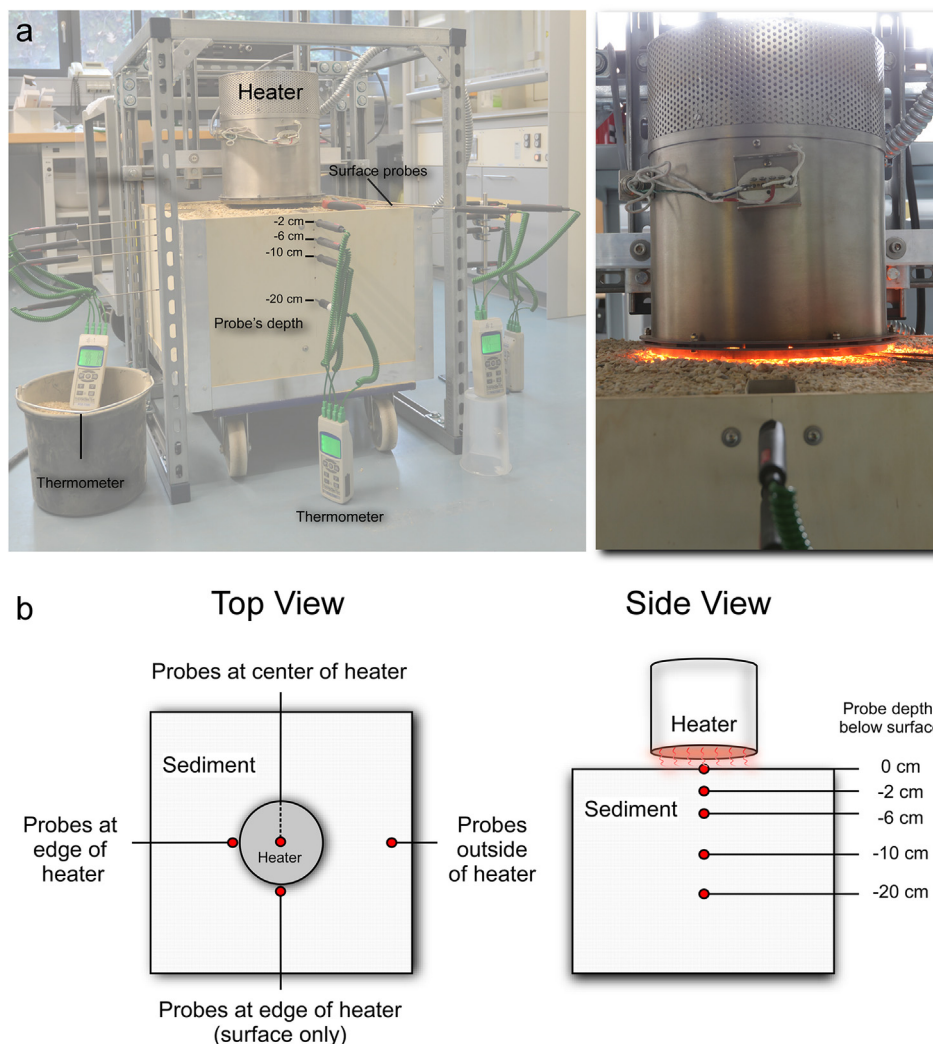 a
Heater
Surface probes
-2 cm
-6 cm
-10 cm
-20 cm
Probe's depth
Thermometer
Thermometer
b
Top View
Side View
Probes at center of heater
Sediment
Heater
Probes at
edge of
heater
Probes
outside
of heater
Probes at edge of heater
(surface only)
Heater
Sediment
Probe depth
below surface
0 cm
-2 cm
-6 cm
-10 cm
-20 cm